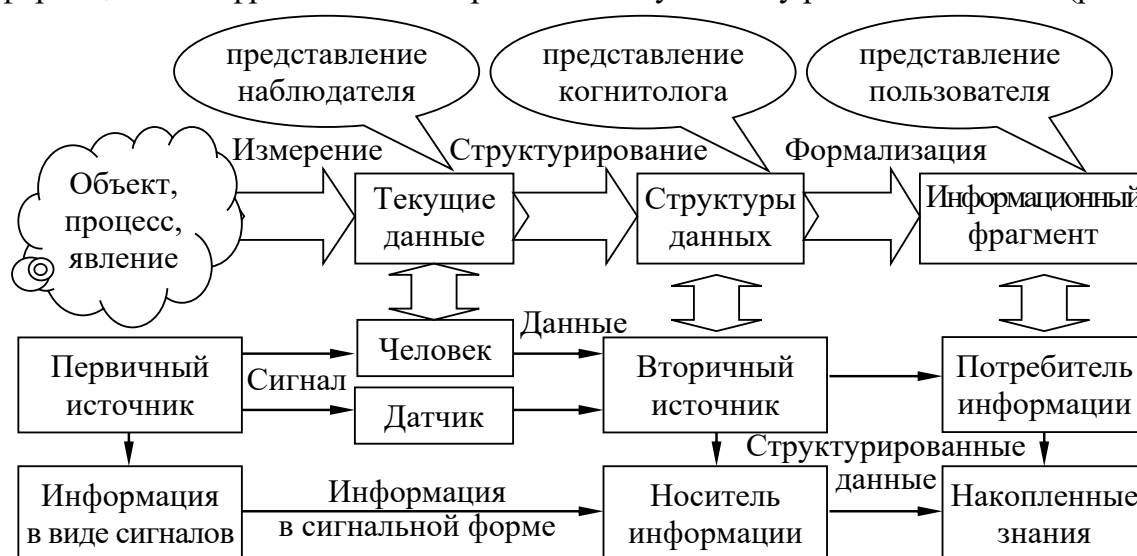 представление
наблюдателя
представление
когнитолога
представление
пользователя
Измерение
Структурирование
Формализация
Объект,
процесс,
явление
Текущие
данные
Структуры
данных
Информационный
фрагмент
Данные
Человек
Первичный
источник
Сигнал
Датчик
Вторичный
источник
Потребитель
информации
Структурированные
данные
Информация
в виде сигналов
Информация
в сигнальной форме
Носитель
информации
Накопленные
знания